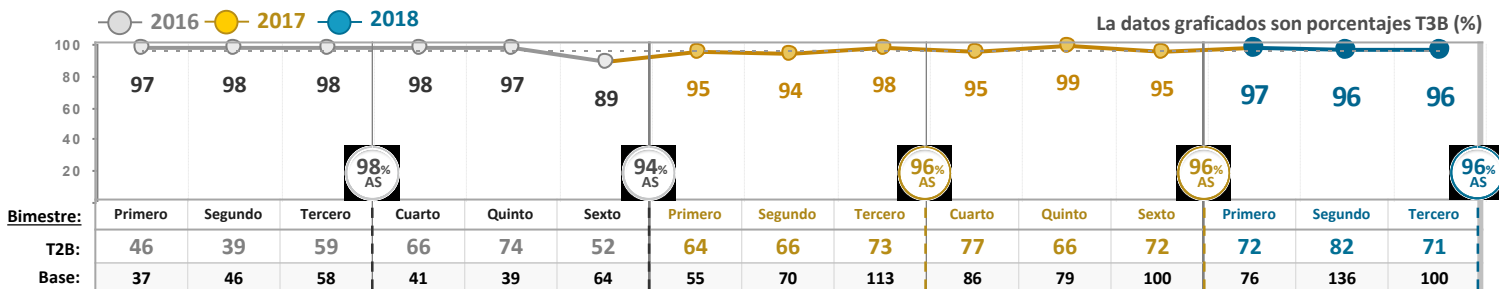 2016 2017 2018
La datos graficados son porcentajes T3B (%)
100
80
60
40
20
97 98 98 98 97 89 95 94 98 95 99 95 97 96 96
98% AS 94% AS 96% AS 96% AS 96% AS
Bimestre: Primero Segundo Tercero Cuarto Quinto Sexto Primero Segundo Tercero Cuarto Quinto Sexto Primero Segundo Tercero
T2B: 46 39 59 66 74 52 64 66 73 77 66 72 72 82 71
Base: 37 46 58 41 39 64 55 70 113 86 79 100 76 136 100